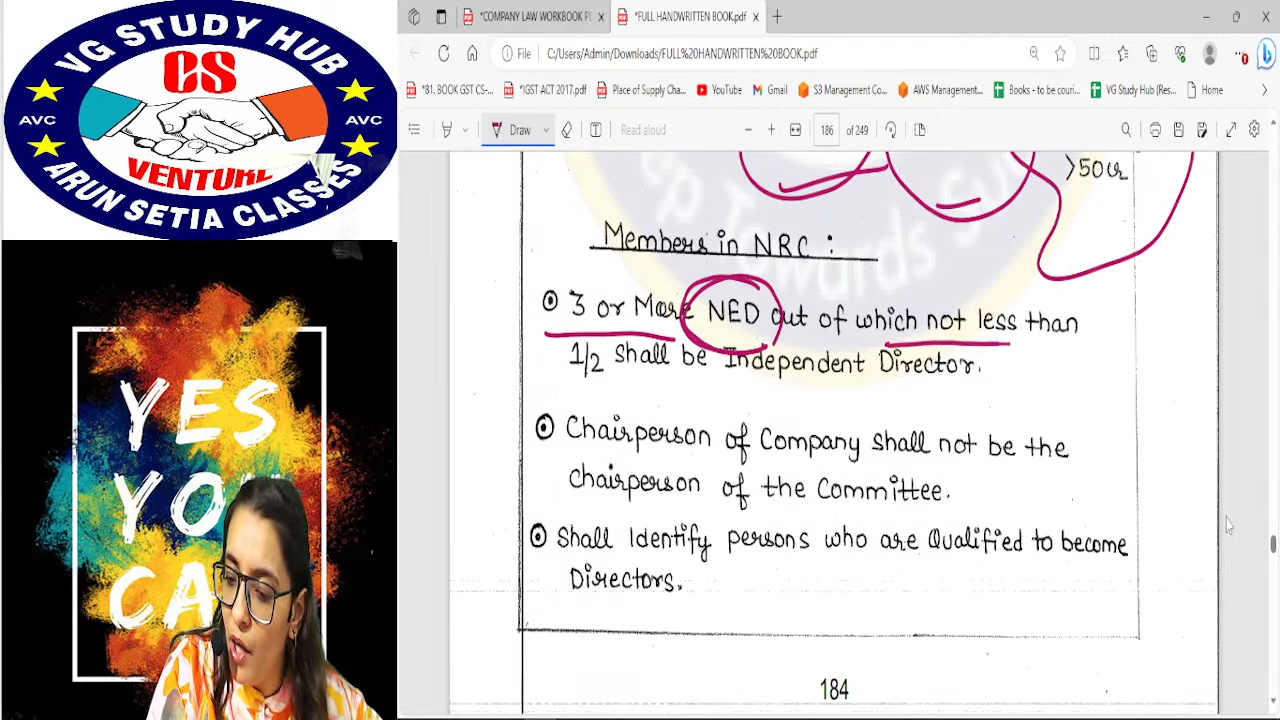 VG STUDY HUB
CS
AVC
AVC
VENTURE
ARUN SETIA CLASSES
YES
YOU
CA
*COMPANY LAW WORKBOOK
*FULL HANDWRITTEN BOOK.pdf
File
C:/Users/Admin/Downloads/FULL%20HANDWRITTEN%20BOOK.pdf
*81. BOOK GST CS-...
*IGST ACT 2017.pdf
Place of Supply Cha...
YouTube
Gmail
S3 Management Co...
AWS Management...
Books - to be couri...
VG Study Hub (Res...
Home
Draw
Read aloud
186
of 249
>50 cr
Members in NRC :
3 or More NED out of which not less than
1/2 shall be Independent Director.
Chairperson of Company shall not be the
Chairperson of the Committee.
Shall Identify persons who are Qualified to become
Directors.
184